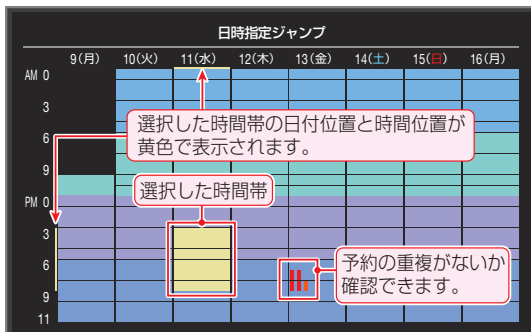 日時指定ジャンプ
9(月) 10(火) 11(水) 12(木) 13(金) 14(土) 15(日) 16(月)
AM 0
3
選択した時間帯の日付位置と時間位置が
黄色で表示されます。
6
9
選択した時間帯
PM 0
3
予約の重複がないか
確認できます。
6
9
11